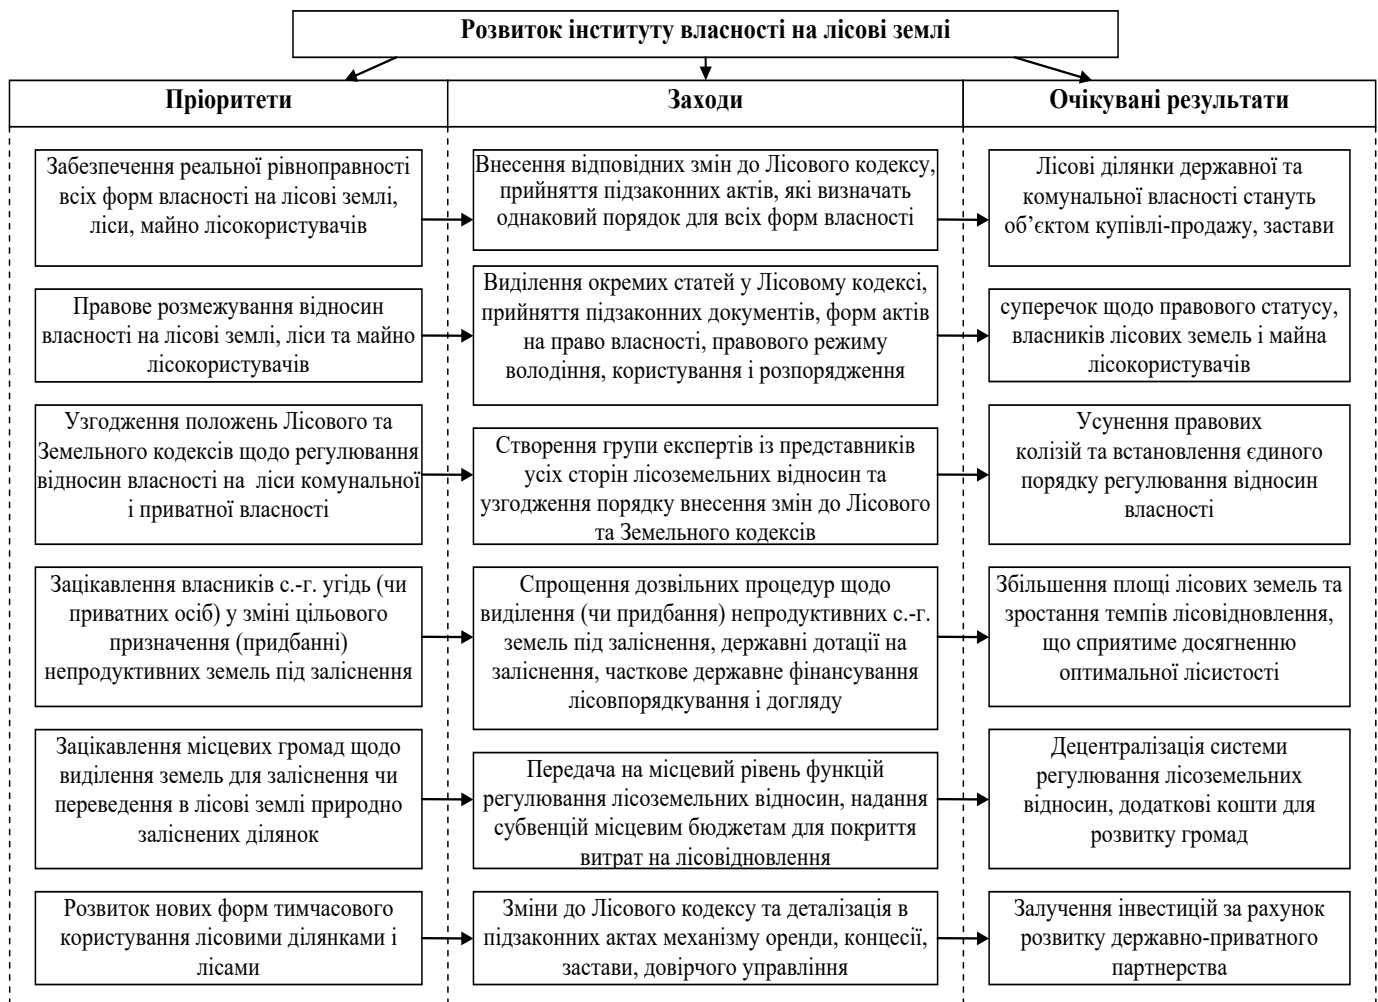 Розвиток інституту власності на лісові землі
Пріоритети
Заходи
Очікувані результати
Забезпечення реальної рівноправності
всіх форм власності на лісові землі,
ліси, майно лісокористувачів
Внесення відповідних змін до Лісового кодексу,
прийняття підзаконних актів, які визначать
однаковий порядок для всіх форм власності
Лісові ділянки державної та
комунальної власності стануть
об’єктом купівлі-продажу, застави
Правове розмежування відносин
власності на лісові землі, ліси та майно
лісокористувачів
Виділення окремих статей у Лісовому кодексі,
прийняття підзаконних документів, форм актів
на право власності, правового режиму
володіння, користування і розпорядження
суперечок щодо правового статусу,
власників лісових земель і майна
лісокористувачів
Узгодження положень Лісового та
Земельного кодексів щодо регулювання
відносин власності на ліси комунальної
і приватної власності
Створення групи експертів із представників
усіх сторін лісоземельних відносин та
узгодження порядку внесення змін до Лісового
та Земельного кодексів
Усунення правових
колізій та встановлення єдиного
порядку регулювання відносин
власності
Зацікавлення власників с.-г. угідь (чи
приватних осіб) у зміні цільового
призначення (придбанні)
непродуктивних земель під заліснення
Спрощення дозвільних процедур щодо
виділення (чи придбання) непродуктивних с.-г.
земель під заліснення, державні дотації на
заліснення, часткове державне фінансування
лісовпорядкування і догляду
Збільшення площі лісових земель та
зростання темпів лісовідновлення,
що сприятиме досягненню
оптимальної лісистості
Зацікавлення місцевих громад щодо
виділення земель для заліснення чи
переведення в лісові землі природно
заліснених ділянок
Передача на місцевий рівень функцій
регулювання лісоземельних відносин, надання
субвенцій місцевим бюджетам для покриття
витрат на лісовідновлення
Децентралізація системи
регулювання лісоземельних
відносин, додаткові кошти для
розвитку громад
Розвиток нових форм тимчасового
користування лісовими ділянками і
лісами
Зміни до Лісового кодексу та деталізація в
підзаконних актах механізму оренди, концесії,
застави, довірчого управління
Залучення інвестицій за рахунок
розвитку державно-приватного
партнерства